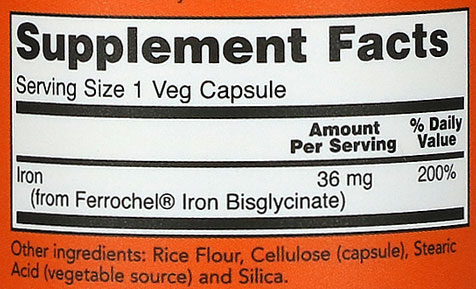 Supplement Facts
Serving Size 1 Veg Capsule
Amount Per Serving
% Daily Value
Iron 36 mg 200%
(from Ferrochel® Iron Bisglycinate)
Other ingredients: Rice Flour, Cellulose (capsule), Stearic
Acid (vegetable source) and Silica.